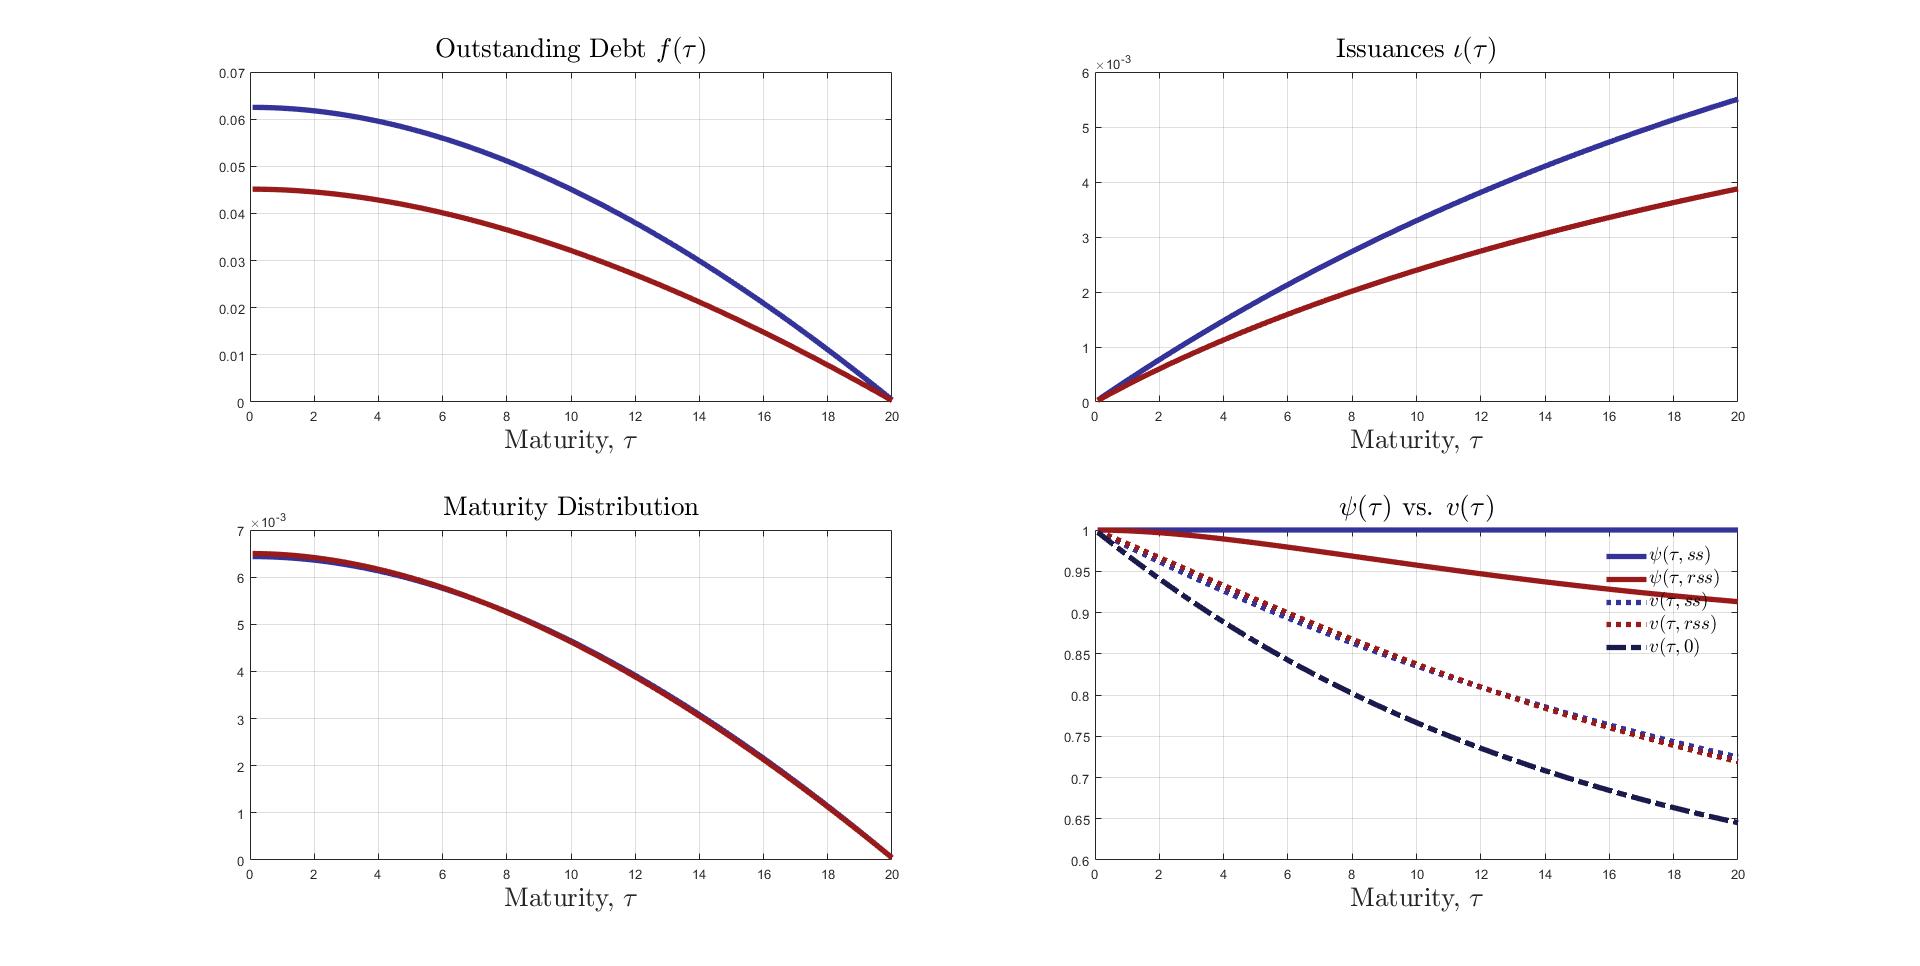 Outstanding Debt f(τ)
0.07
0.06
0.05
0.04
0.03
0.02
0.01
0
0 2 4 6 8 10 12 14 16 18 20
Maturity, τ
Issuances ι(τ)
×10-3
6
5
4
3
2
1
0
0 2 4 6 8 10 12 14 16 18 20
Maturity, τ
Maturity Distribution
×10-3
7
6
5
4
3
2
1
0
0 2 4 6 8 10 12 14 16 18 20
Maturity, τ
ψ(τ) vs. v(τ)
1
0.95
0.9
0.85
0.8
0.75
0.7
0.65
0.6
ψ(τ, ss)
ψ(τ, rss)
v(τ, ss)
v(τ, rss)
v(τ, 0)
0 2 4 6 8 10 12 14 16 18 20
Maturity, τ